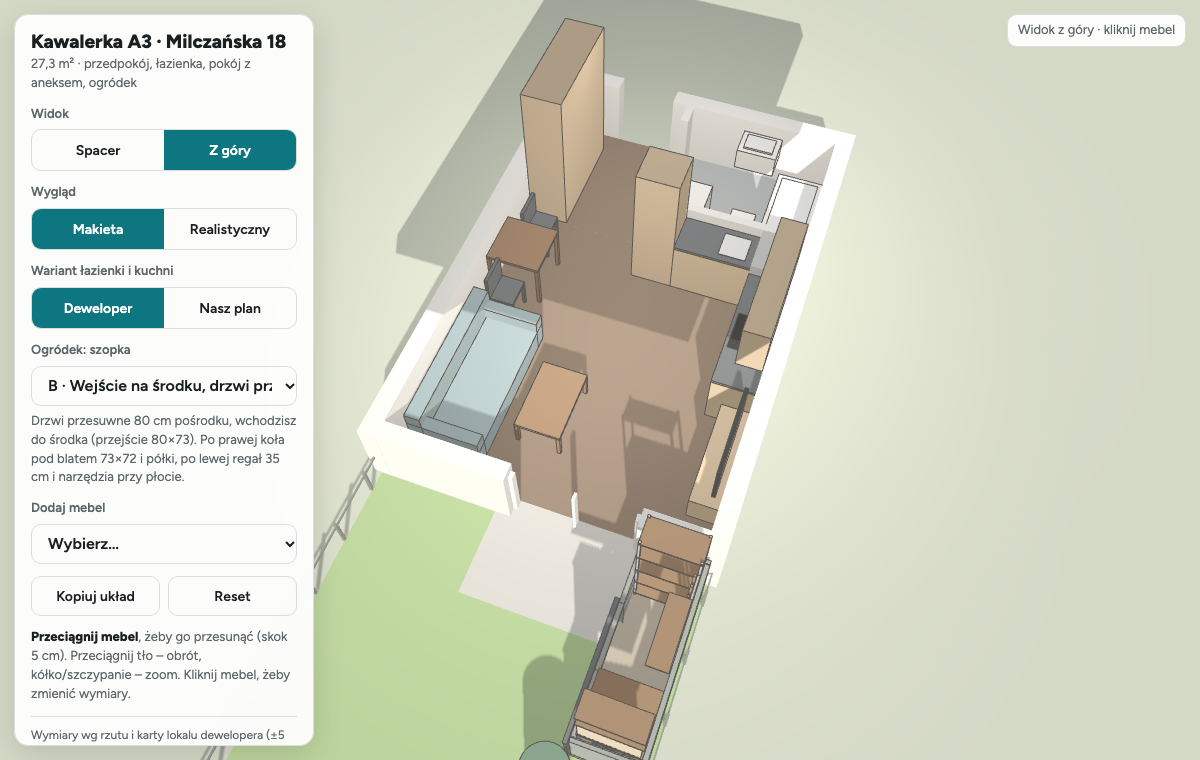 Kawalerka A3 · Milczańska 18
27,3 m² · przedpokój, łazienka, pokój z
aneksem, ogródek
Widok
Spacer
Z góry
Wygląd
Makieta
Realistyczny
Wariant łazienki i kuchni
Deweloper
Nasz plan
Ogródek: szopka
B · Wejście na środku, drzwi prz
Drzwi przesuwne 80 cm pośrodku, wchodzisz
do środka (przejście 80×73). Po prawej koła
pod blatem 73×72 i półki, po lewej regał 35
cm i narzędzia przy płocie.
Dodaj mebel
Wybierz...
Kopiuj układ
Reset
Przeciągnij mebel, żeby go przesunąć (skok
5 cm). Przeciągnij tło – obrót,
kółko/szczypanie – zoom. Kliknij mebel, żeby
zmienić wymiary.
Wymiary wg rzutu i karty lokalu dewelopera (±5
Widok z góry · kliknij mebel